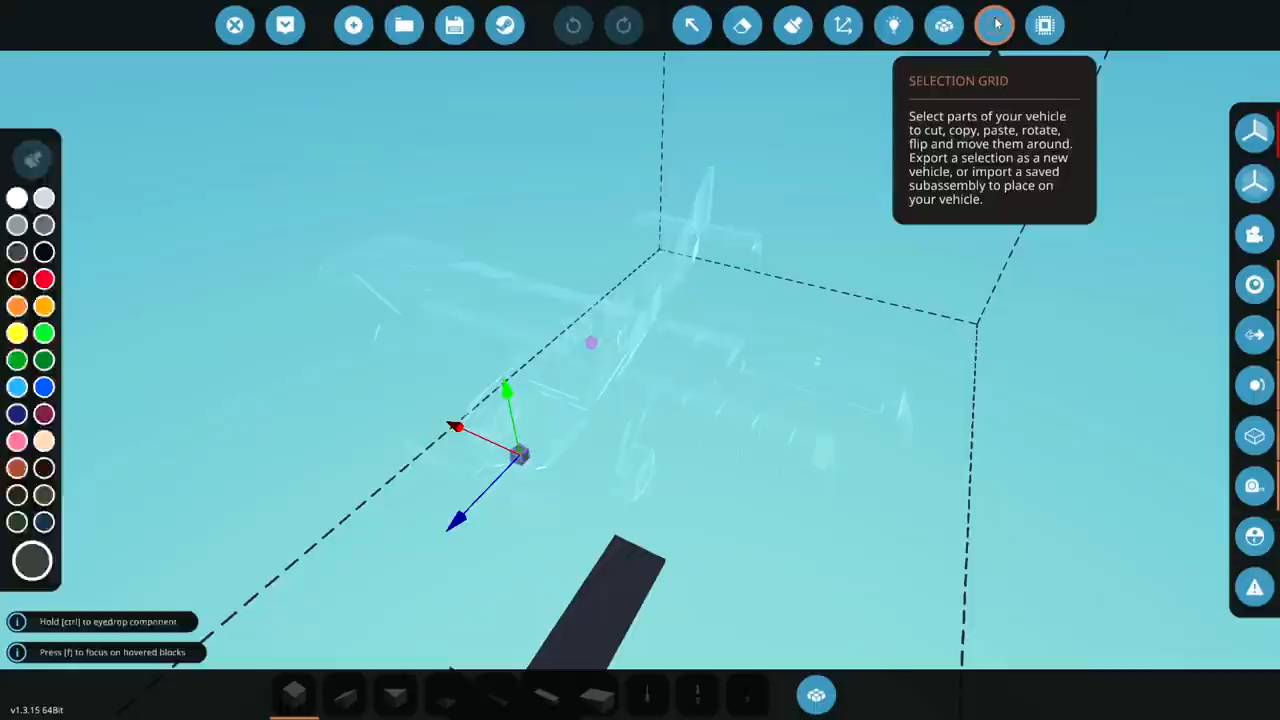 SELECTION GRID
Select parts of your vehicle
to cut, copy, paste, rotate,
flip and move them around.
Export a selection as a new
vehicle, or import a saved
subassembly to place on
your vehicle.
Hold [ctrl] to eyedrop component
Press [f] to focus on hovered blocks
v1.3.15 64Bit